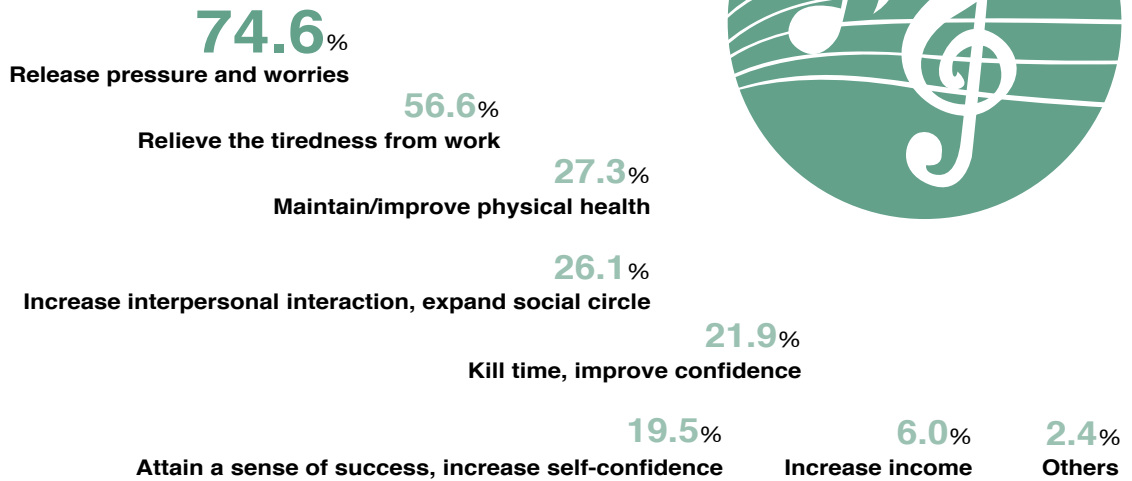 74.6%
Release pressure and worries
56.6%
Relieve the tiredness from work
27.3%
Maintain/improve physical health
26.1%
Increase interpersonal interaction, expand social circle
21.9%
Kill time, improve confidence
19.5%
Attain a sense of success, increase self-confidence
6.0%
Increase income
2.4%
Others